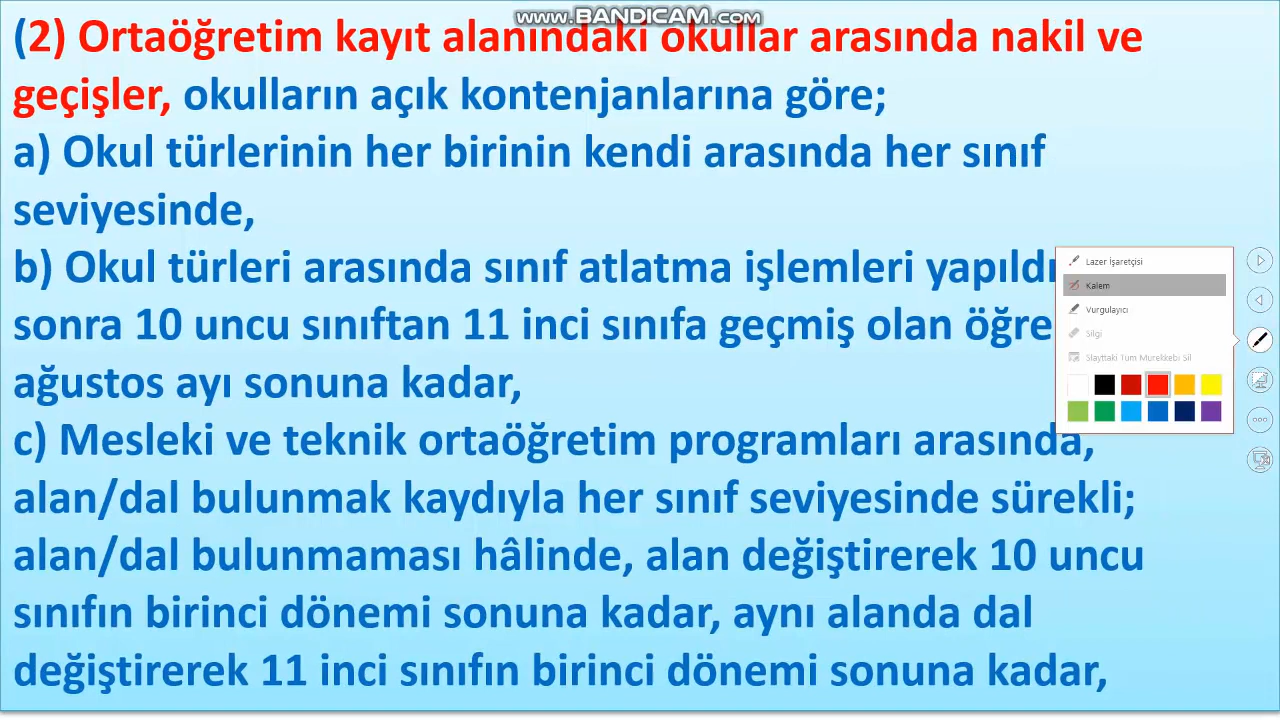 www.BANDICAM.com
(2) Ortaöğretim kayıt alanındaki okullar arasında nakil ve
geçişler, okulların açık kontenjanlarına göre;
a) Okul türlerinin her birinin kendi arasında her sınıf
seviyesinde,
b) Okul türleri arasında sınıf atlatma işlemleri
sonra 10 uncu sınıftan 11 inci sınıfa geçmiş olan
ağustos ayı sonuna kadar,
c) Mesleki ve teknik ortaöğretim programları arasında,
alan/dal bulunmak kaydıyla her sınıf seviyesinde sürekli;
alan/dal bulunmaması hâlinde, alan değiştirerek 10 uncu
sınıfın birinci dönemi sonuna kadar, aynı alanda dal
değiştirerek 11 inci sınıfın birinci dönemi sonuna kadar,
Lazer İşaretçisi
Kalem
Vurgulayıcı
Silgi
Slayttaki Tüm Mürekkebi Sil